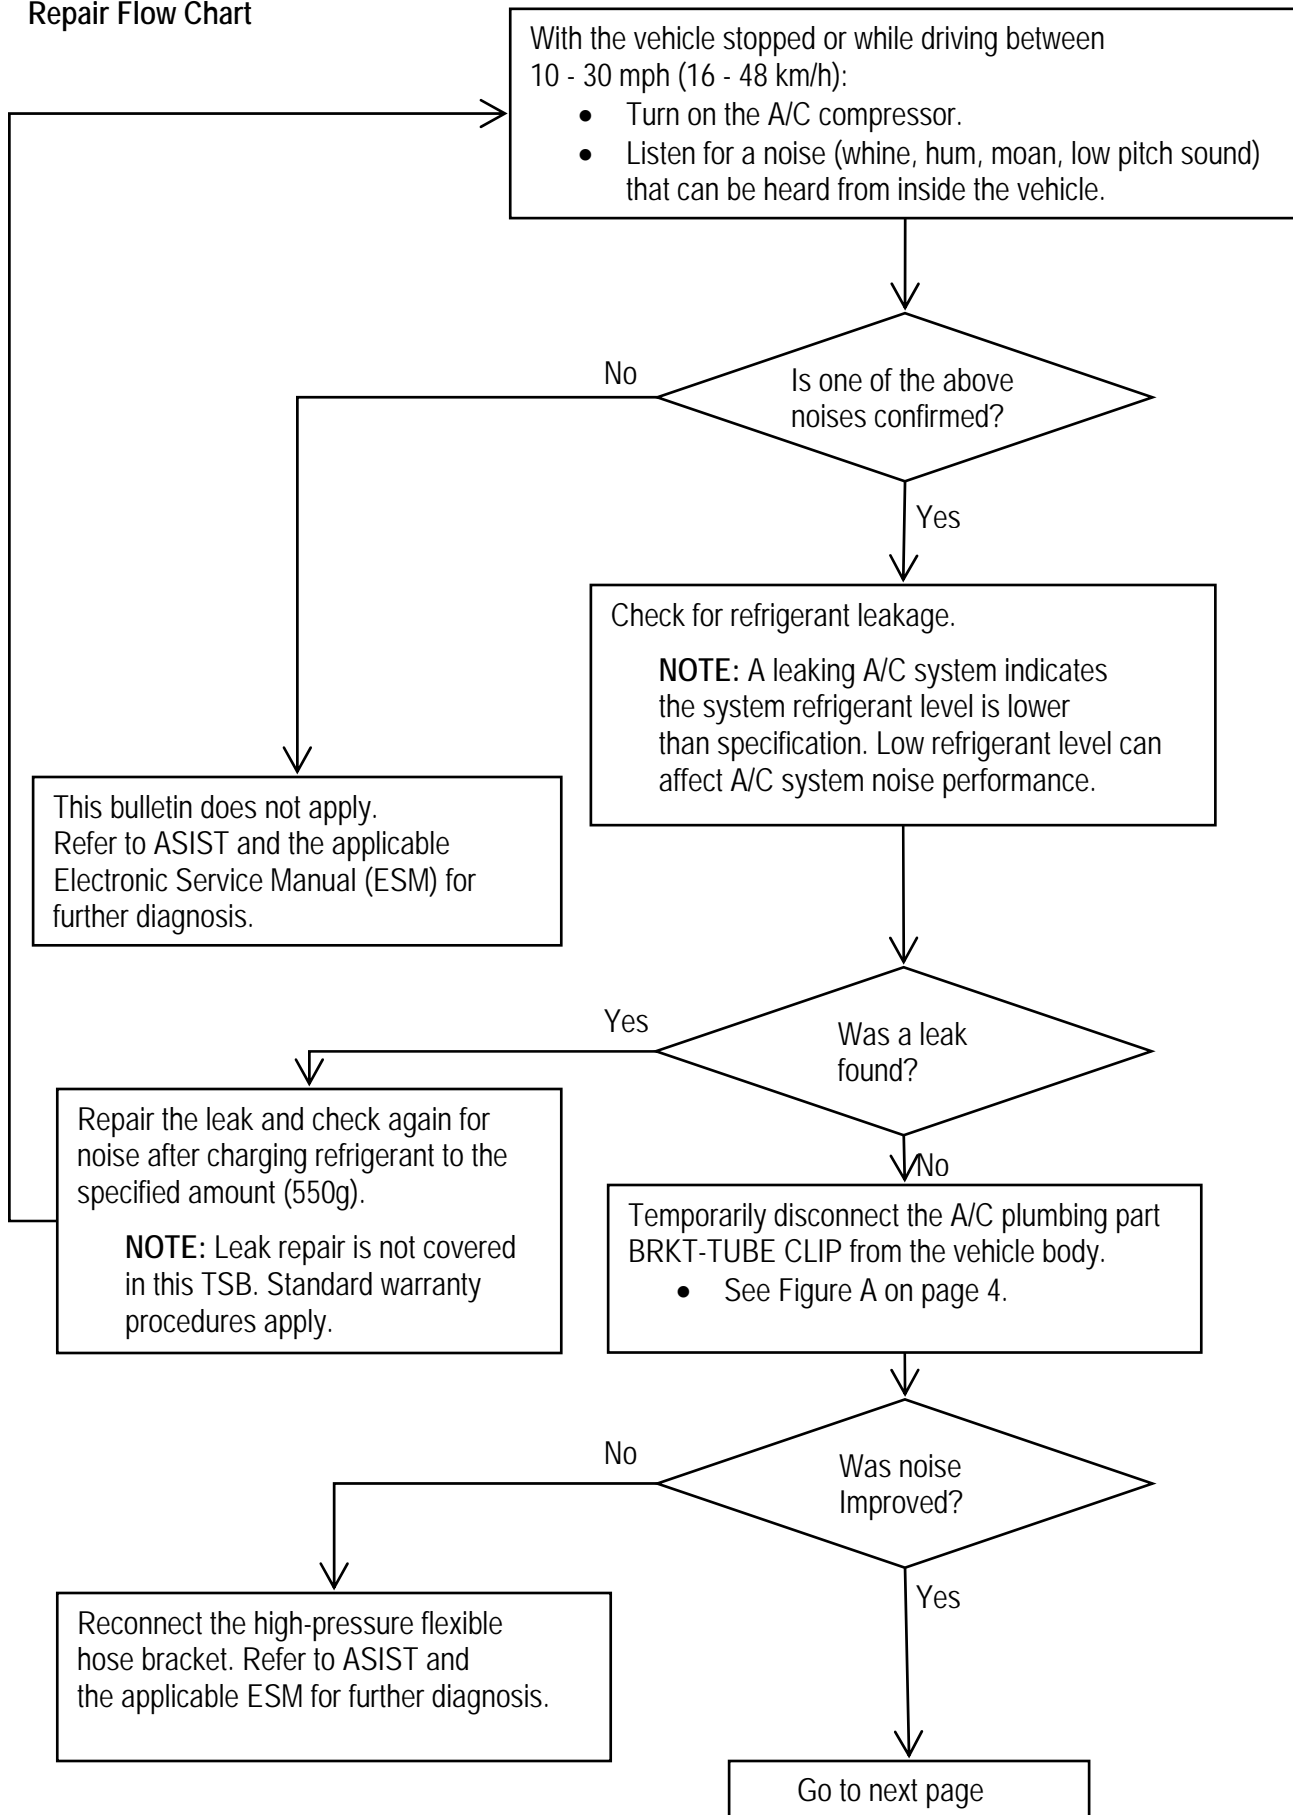 Repair Flow Chart
With the vehicle stopped or while driving between
10 - 30 mph (16 - 48 km/h):
• Turn on the A/C compressor.
• Listen for a noise (whine, hum, moan, low pitch sound)
that can be heard from inside the vehicle.
No
Is one of the above
noises confirmed?
Yes
Check for refrigerant leakage.
NOTE: A leaking A/C system indicates
the system refrigerant level is lower
than specification. Low refrigerant level can
affect A/C system noise performance.
This bulletin does not apply.
Refer to ASIST and the applicable
Electronic Service Manual (ESM) for
further diagnosis.
Yes
Was a leak
found?
Repair the leak and check again for
noise after charging refrigerant to the
specified amount (550g).
NOTE: Leak repair is not covered
in this TSB. Standard warranty
procedures apply.
No
Temporarily disconnect the A/C plumbing part
BRKT-TUBE CLIP from the vehicle body.
• See Figure A on page 4.
No
Was noise
Improved?
Yes
Reconnect the high-pressure flexible
hose bracket. Refer to ASIST and
the applicable ESM for further diagnosis.
Go to next page